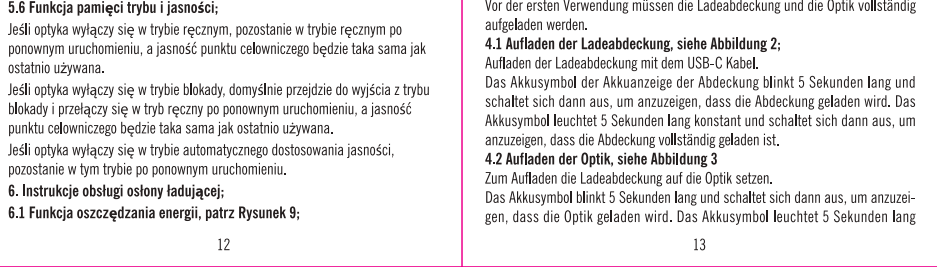 5.6 Funkcja pamięci trybu i jasności;
Jeśli optyka wyłączy się w trybie ręcznym, pozostanie w trybie ręcznym po
ponownym uruchomieniu, a jasność punktu celowniczego będzie taka sama jak
ostatnio używana.
Jeśli optyka wyłączy się w trybie blokady, domyślnie przejdzie do wyjścia z trybu
blokady i przełączy się w tryb ręczny po ponownym uruchomieniu, a jasność
punktu celowniczego będzie taka sama jak ostatnio używana.
Jeśli optyka wyłączy się w trybie automatycznego dostosowania jasności,
pozostanie w tym trybie po ponownym uruchomieniu.
6. Instrukcje obsługi osłony ładującej;
6.1 Funkcja oszczędzania energii, patrz Rysunek 9;
12
Vor der ersten Verwendung müssen die Ladeabdeckung und die Optik vollständig
aufgeladen werden.
4.1 Aufladen der Ladeabdeckung, siehe Abbildung 2;
Aufladen der Ladeabdeckung mit dem USB-C Kabel.
Das Akkusymbol der Akkuanzeige der Abdeckung blinkt 5 Sekunden lang und
schaltet sich dann aus, um anzuzeigen, dass die Abdeckung geladen wird. Das
Akkusymbol leuchtet 5 Sekunden lang konstant und schaltet sich dann aus, um
anzuzeigen, dass die Abdeckung vollständig geladen ist.
4.2 Aufladen der Optik, siehe Abbildung 3
Zum Aufladen die Ladeabdeckung auf die Optik setzen.
Das Akkusymbol blinkt 5 Sekunden lang und schaltet sich dann aus, um anzuzei-
gen, dass die Optik geladen wird. Das Akkusymbol leuchtet 5 Sekunden lang
13